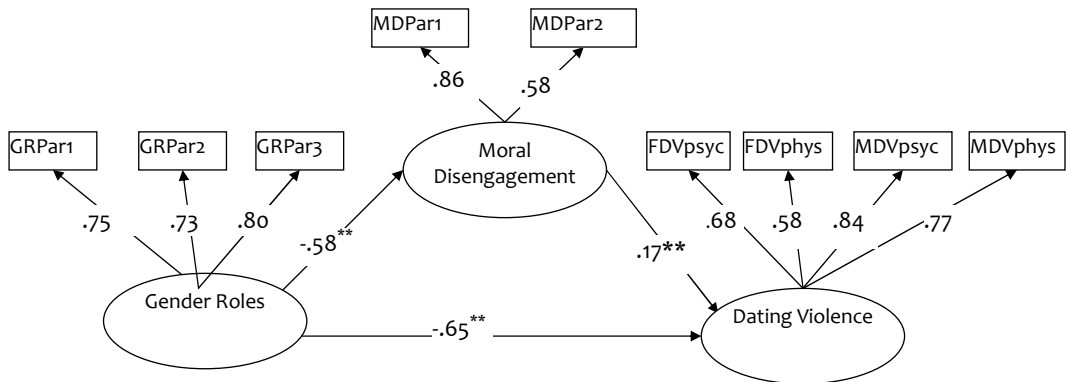 MDPar1
MDPar2
.86
.58
GRPar1
GRPar2
GRPar3
Moral
Disengagement
FDVpsyc
FDVphys
MDVpsyc
MDVphys
.75
.73
.80
-.58**
.17**
.68
.58
.84
.77
Gender Roles
-.65**
Dating Violence